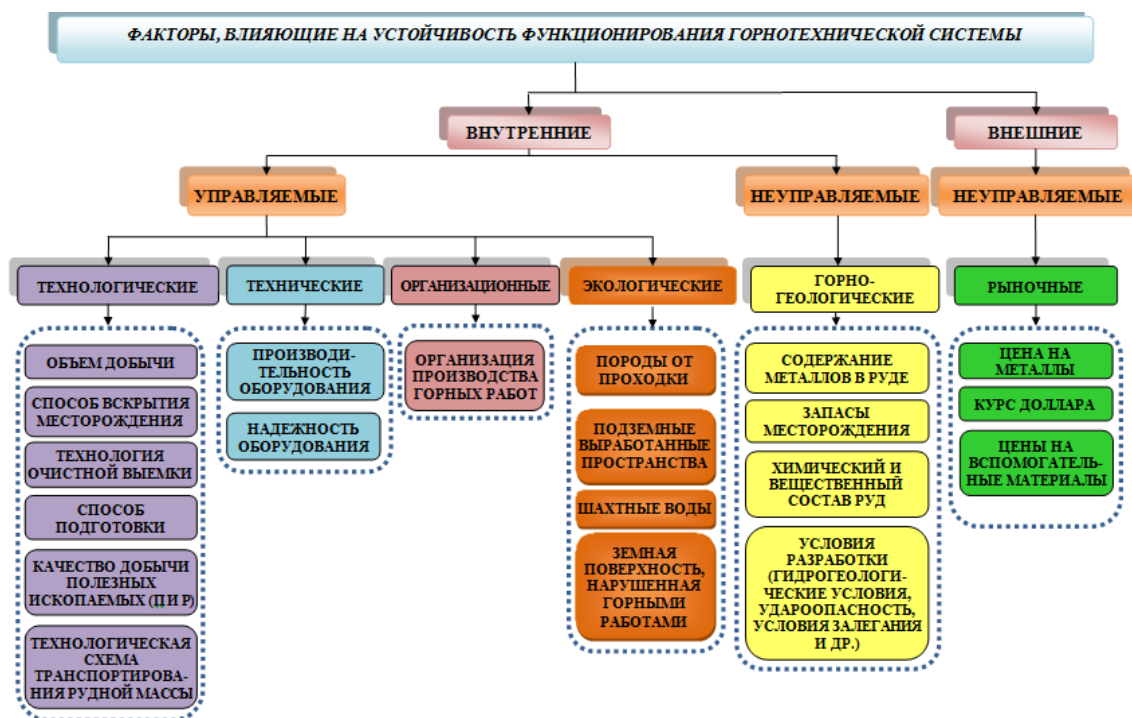 ФАКТОРЫ, ВЛИЯЮЩИЕ НА УСТОЙЧИВОСТЬ ФУНКЦИОНИРОВАНИЯ ГОРНОТЕХНИЧЕСКОЙ СИСТЕМЫ
ВНУТРЕННИЕ
ВНЕШНИЕ
УПРАВЛЯЕМЫЕ
НЕУПРАВЛЯЕМЫЕ
НЕУПРАВЛЯЕМЫЕ
ТЕХНОЛОГИЧЕСКИЕ
ТЕХНИЧЕСКИЕ
ОРГАНИЗАЦИОННЫЕ
ЭКОЛОГИЧЕСКИЕ
ГОРНО-
ГЕОЛОГИЧЕСКИЕ
РЫНОЧНЫЕ
ОБЪЕМ ДОБЫЧИ
СПОСОБ ВСКРЫТИЯ
МЕСТОРОЖДЕНИЯ
ТЕХНОЛОГИЯ
ОЧИСТНОЙ ВЫЕМКИ
СПОСОБ
ПОДГОТОВКИ
КАЧЕСТВО ДОБЫЧИ
ПОЛЕЗНЫХ
ИСКОПАЕМЫХ (П И Р)
ТЕХНОЛОГИЧЕСКАЯ
СХЕМА
ТРАНСПОРТИРОВА-
НИЯ РУДНОЙ МАССЫ
ПРОИЗВОДИ-
ТЕЛЬНОСТЬ
ОБОРУДОВАНИЯ
НАДЕЖНОСТЬ
ОБОРУДОВАНИЯ
ОРГАНИЗАЦИЯ
ПРОИЗВОДСТВА
ГОРНЫХ РАБОТ
ПОРОДЫ ОТ
ПРОХОДКИ
ПОДЗЕМНЫЕ
ВЫРАБОТАННЫЕ
ПРОСТРАНСТВА
ШАХТНЫЕ ВОДЫ
ЗЕМНАЯ
ПОВЕРХНОСТЬ,
НАРУШЕННАЯ
ГОРНЫМИ
РАБОТАМИ
СОДЕРЖАНИЕ
МЕТАЛЛОВ В РУДЕ
ЗАПАСЫ
МЕСТОРОЖДЕНИЯ
ХИМИЧЕСКИЙ И
ВЕЩЕСТВЕННЫЙ
СОСТАВ РУД
УСЛОВИЯ
РАЗРАБОТКИ
(ГИДРОГЕОЛОГИ-
ЧЕСКИЕ УСЛОВИЯ,
УДАРООПАСНОСТЬ,
УСЛОВИЯ ЗАЛЕГАНИЯ
И ДР.)
ЦЕНА НА
МЕТАЛЛЫ
КУРС ДОЛЛАРА
ЦЕНЫ НА
ВСПОМОГАТЕЛЬ-
НЫЕ МАТЕРИАЛЫ